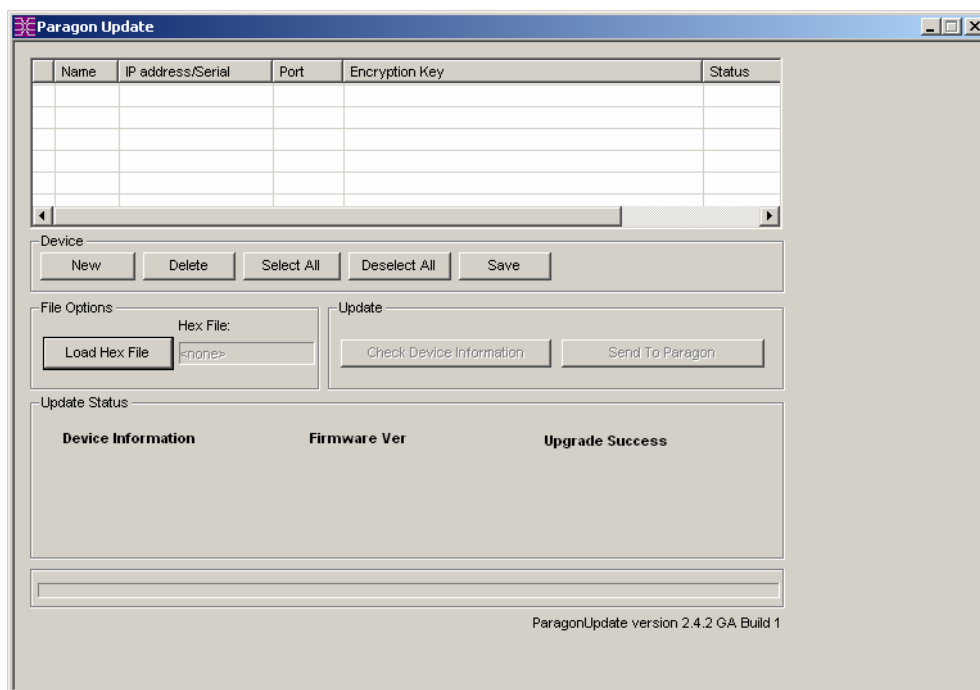 Paragon Update
Name IP address/Serial Port Encryption Key Status
Device
New Delete Select All Deselect All Save
File Options Update
Hex File:
Load Hex File <none> Check Device Information Send To Paragon
Update Status
Device Information Firmware Ver Upgrade Success
ParagonUpdate version 2.4.2 GA Build 1